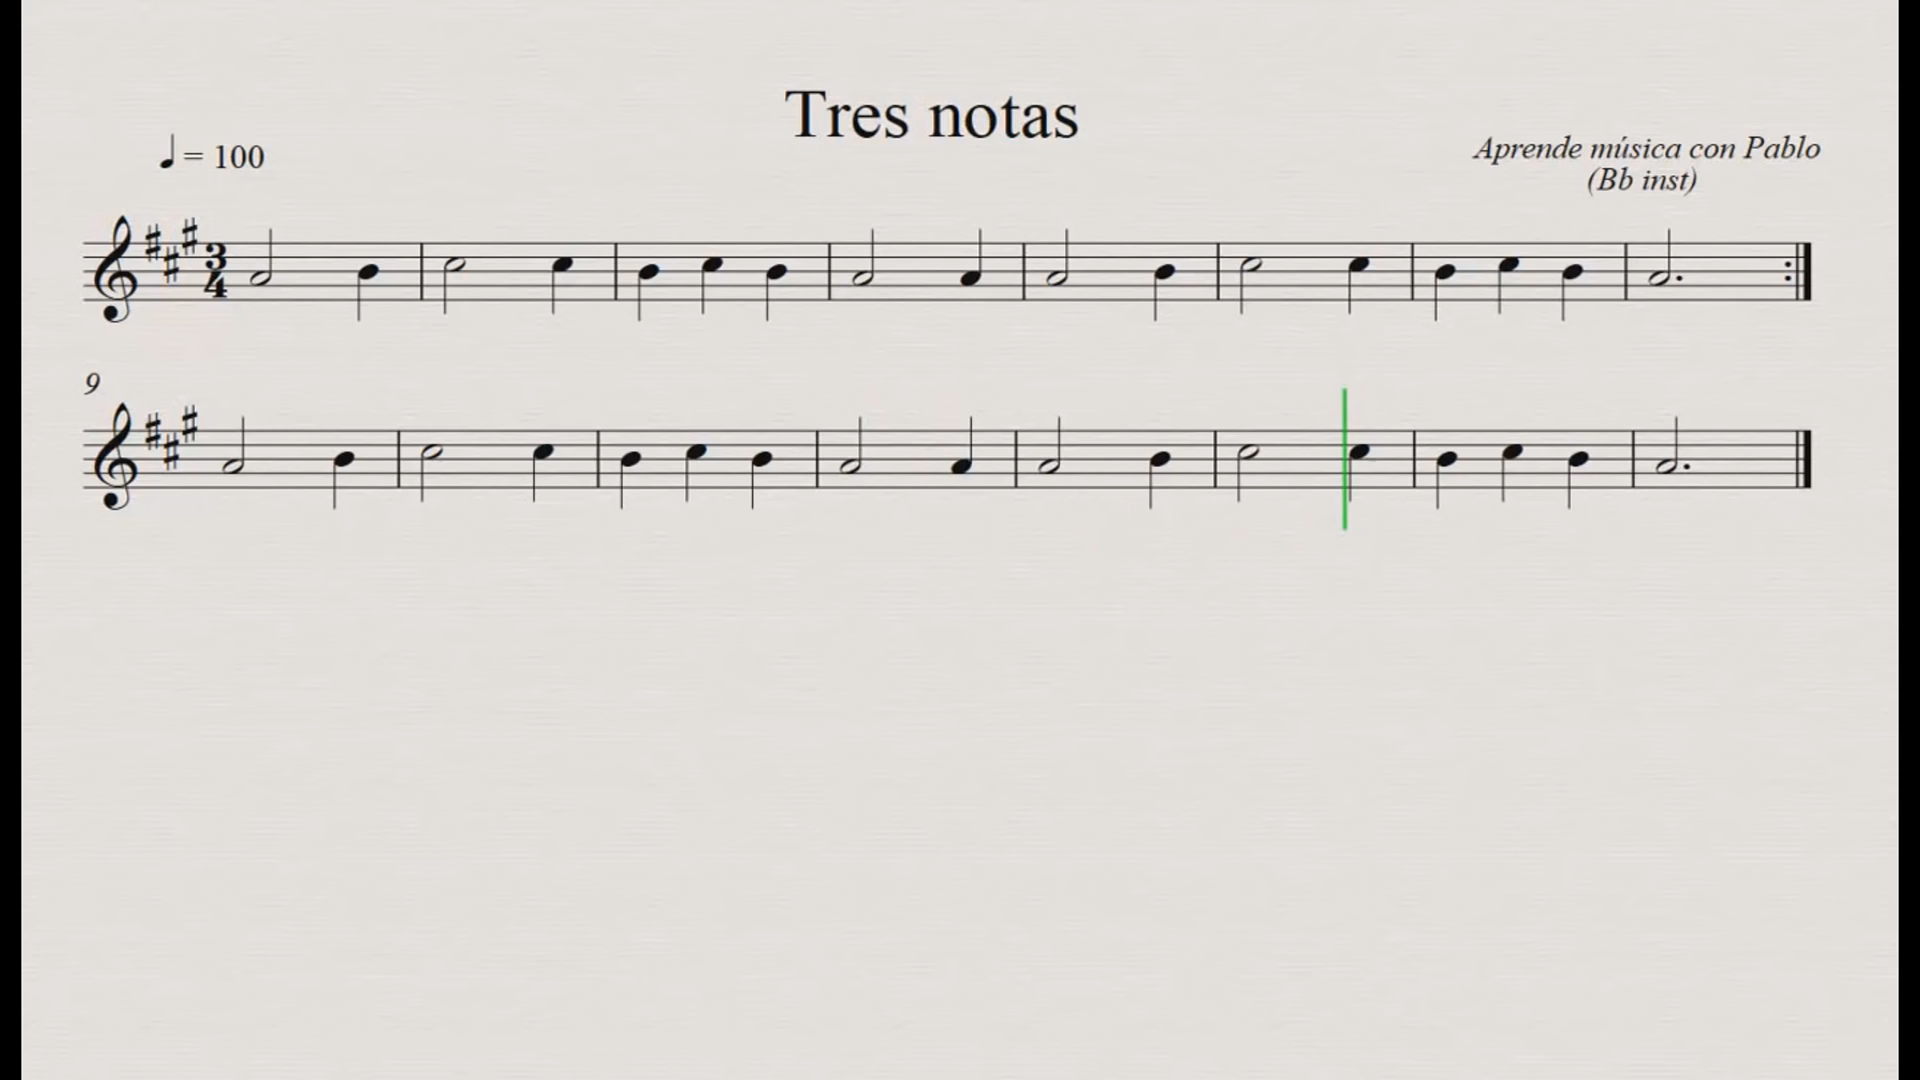 Tres notas
♩ = 100
Aprende música con Pablo
(Bb inst)
3
4
9